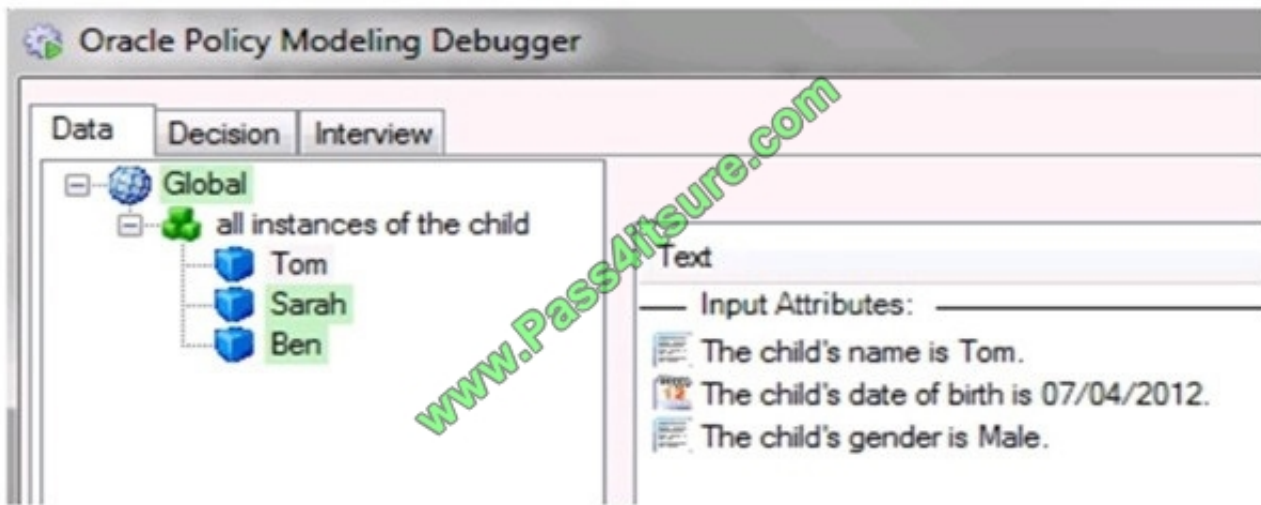 Oracle Policy Modeling Debugger
Data Decision Interview
Global
all instances of the child
Tom
Sarah
Ben
Text
Input Attributes:
The child's name is Tom.
12
The child's date of birth is 07/04/2012.
The child's gender is Male.
www.Pass4itsure.com